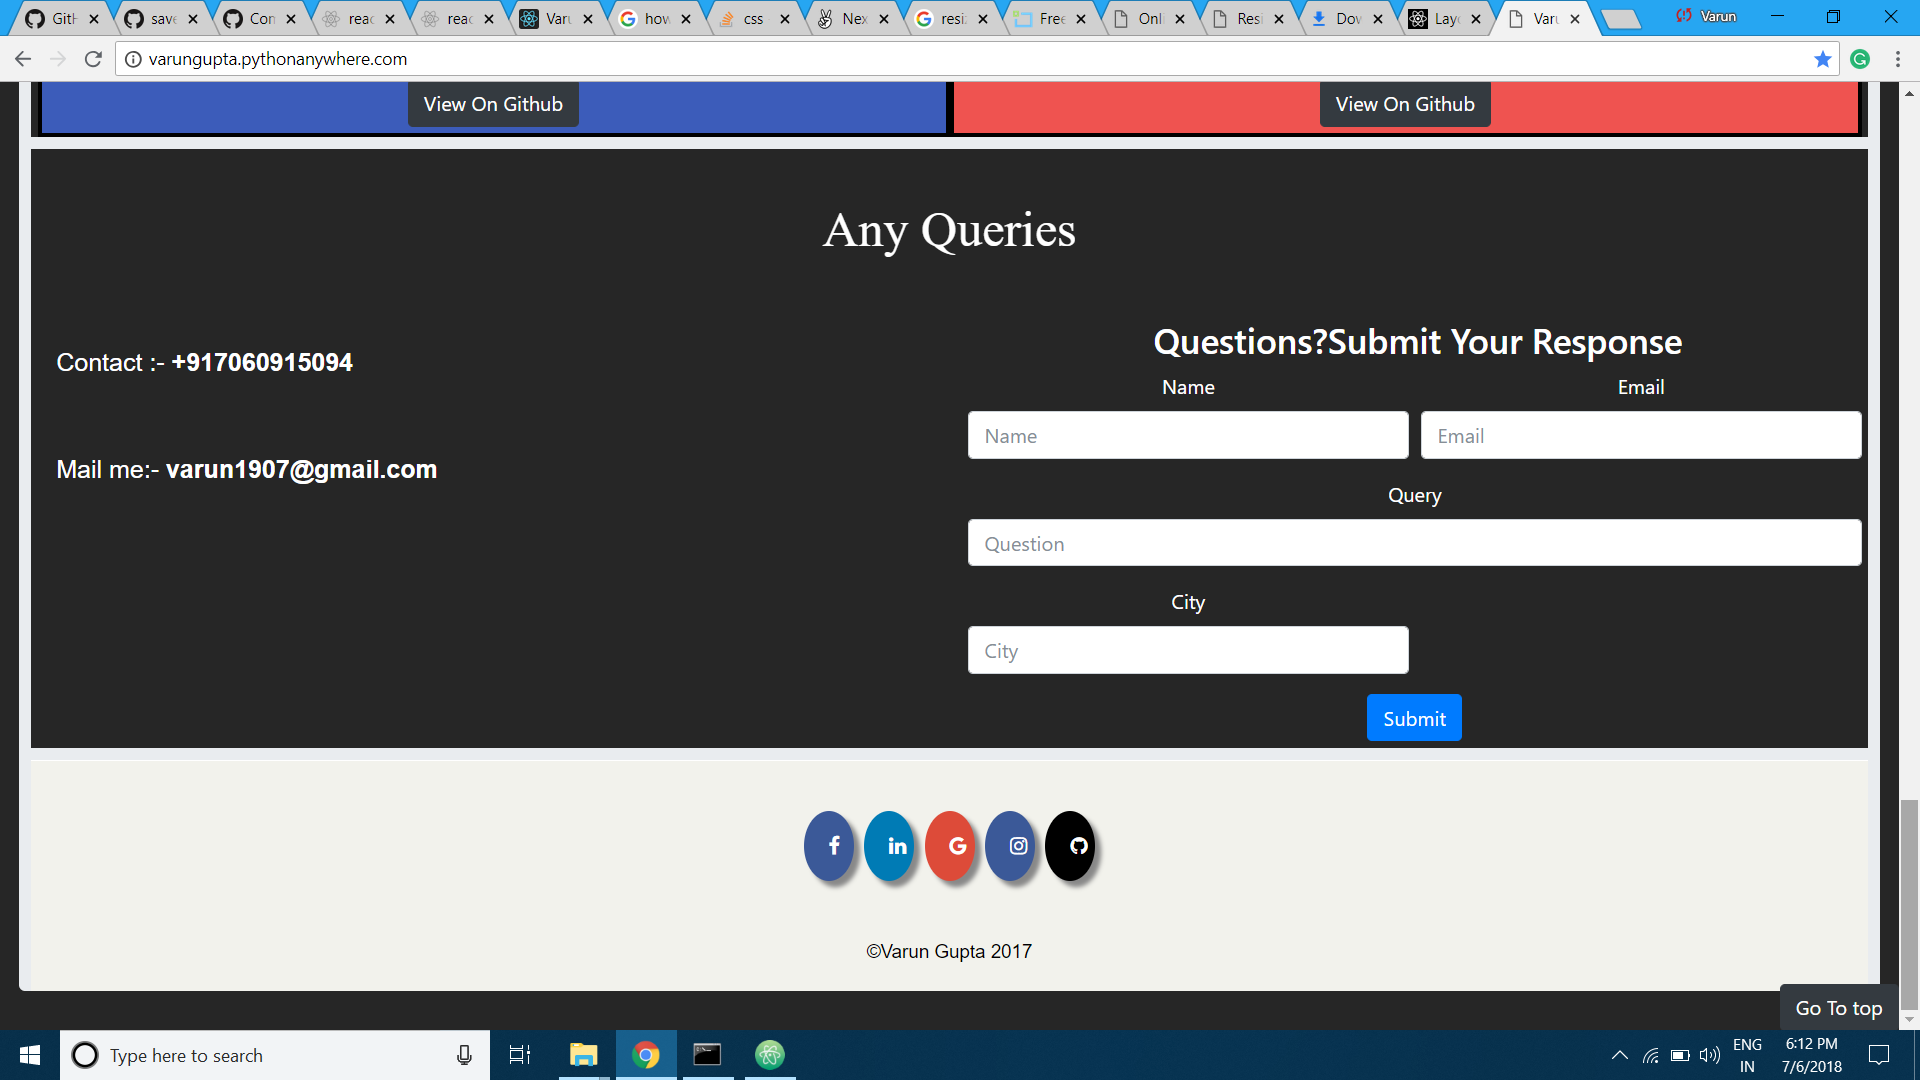 Gith
save
Con
reac
reac
Varu
how
css
Nex
resi
Free
Onli
Resi
Dov
Layo
Varu
Varun
varungupta.pythonanywhere.com
View On Github
View On Github
Any Queries
Contact :- +917060915094
Mail me:- varun1907@gmail.com
Questions?Submit Your Response
Name
Email
Name
Email
Query
Question
City
City
Submit
©Varun Gupta 2017
Go To top
Type here to search
ENG
IN
6:12 PM
7/6/2018